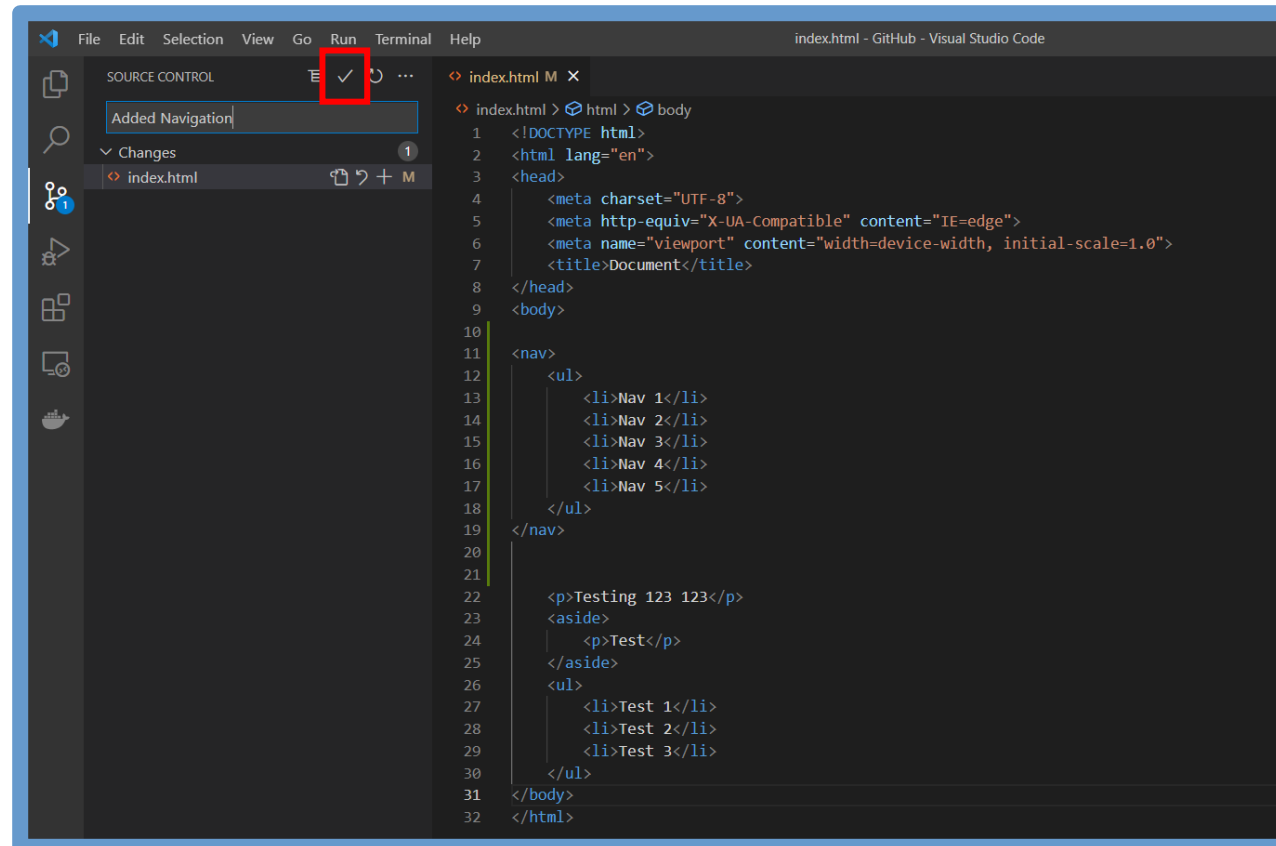 File Edit Selection View Go Run Terminal Help
index.html - GitHub - Visual Studio Code
SOURCE CONTROL
Added Navigation
Changes 1
index.html M
1
index.html M
index.html > html > body
1 <!DOCTYPE html>
2 <html lang="en">
3 <head>
4 <meta charset="UTF-8">
5 <meta http-equiv="X-UA-Compatible" content="IE=edge">
6 <meta name="viewport" content="width=device-width, initial-scale=1.0">
7 <title>Document</title>
8 </head>
9 <body>
10
11 <nav>
12 <ul>
13 <li>Nav 1</li>
14 <li>Nav 2</li>
15 <li>Nav 3</li>
16 <li>Nav 4</li>
17 <li>Nav 5</li>
18 </ul>
19 </nav>
20
21
22 <p>Testing 123 123</p>
23 <aside>
24 <p>Test</p>
25 </aside>
26 <ul>
27 <li>Test 1</li>
28 <li>Test 2</li>
29 <li>Test 3</li>
30 </ul>
31 </body>
32 </html>